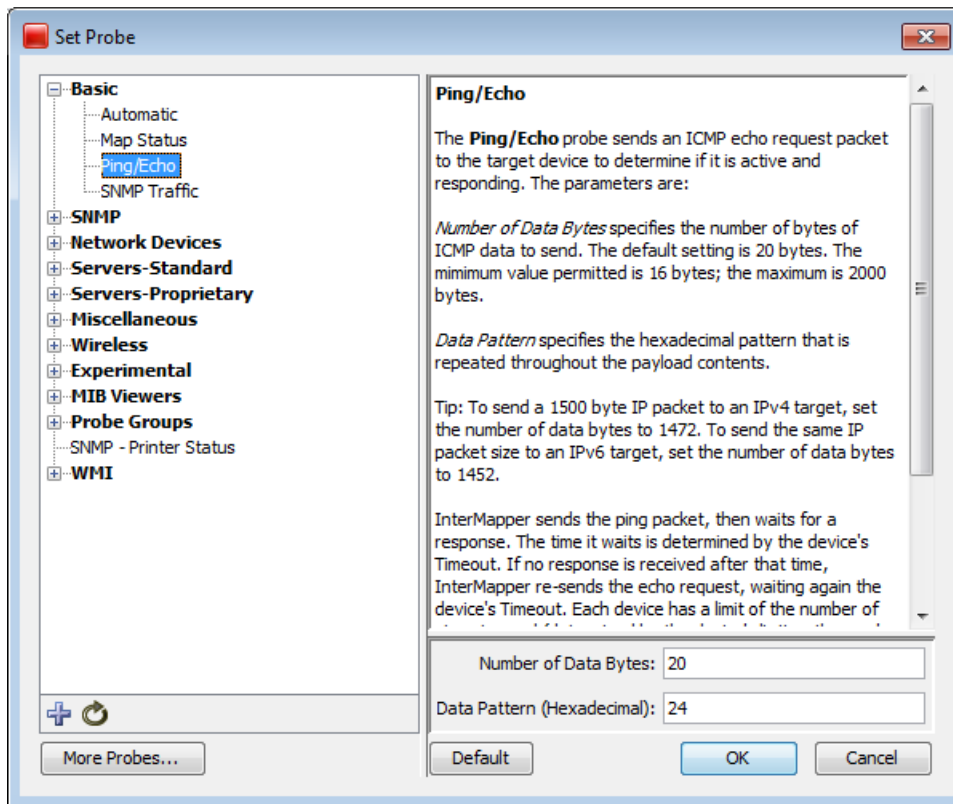 Set Probe
Basic
Automatic
Map Status
Ping/Echo
SNMP Traffic
SNMP
Network Devices
Servers-Standard
Servers-Proprietary
Miscellaneous
Wireless
Experimental
MIB Viewers
Probe Groups
SNMP - Printer Status
WMI
More Probes...
Ping/Echo
The Ping/Echo probe sends an ICMP echo request packet
to the target device to determine if it is active and
responding. The parameters are:
Number of Data Bytes specifies the number of bytes of
ICMP data to send. The default setting is 20 bytes. The
mimimum value permitted is 16 bytes; the maximum is 2000
bytes.
Data Pattern specifies the hexadecimal pattern that is
repeated throughout the payload contents.
Tip: To send a 1500 byte IP packet to an IPv4 target, set
the number of data bytes to 1472. To send the same IP
packet size to an IPv6 target, set the number of data bytes
to 1452.
InterMapper sends the ping packet, then waits for a
response. The time it waits is determined by the device's
Timeout. If no response is received after that time,
InterMapper re-sends the echo request, waiting again the
device's Timeout. Each device has a limit of the number of
Number of Data Bytes: 20
Data Pattern (Hexadecimal): 24
Default
OK
Cancel